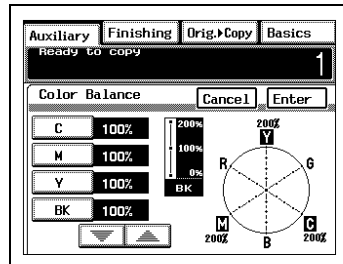 Auxiliary Finishing Orig.▶Copy Basics
Ready to copy
1
Color Balance Cancel Enter
C 100%
M 100%
Y 100%
BK 100%
200%
100%
0%
BK
200%
Y
R G
M C
200% B 200%